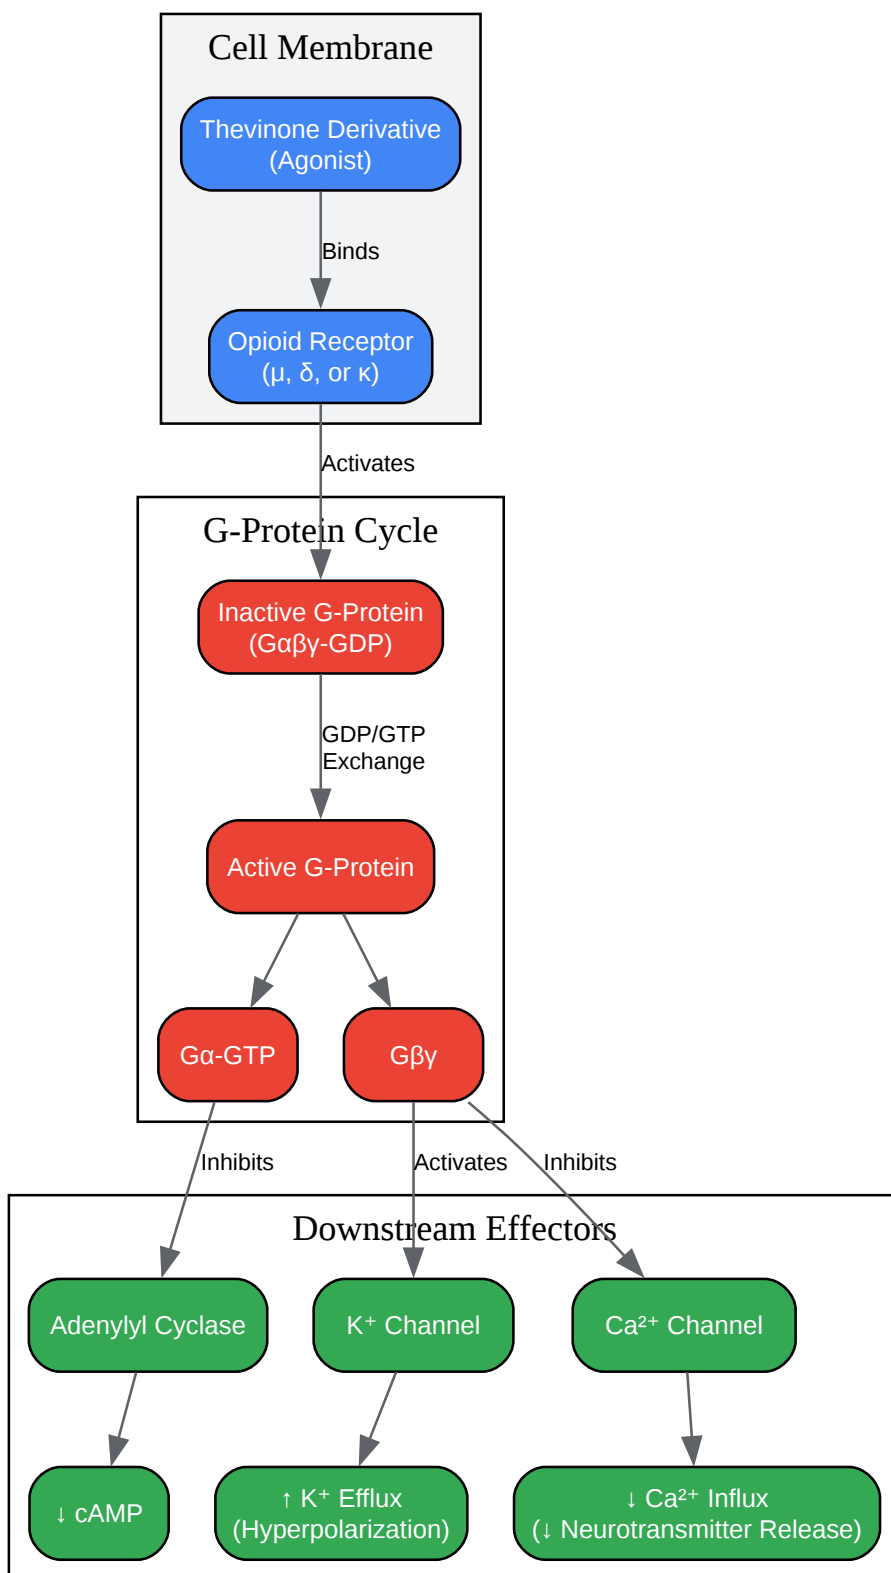 Cell Membrane
Thevinone Derivative
(Agonist)
Binds
Opioid Receptor
(μ, δ, or κ)
Activates
G-Protein Cycle
Inactive G-Protein
(Gαβγ-GDP)
GDP/GTP
Exchange
Active G-Protein
Gα-GTP
Gβγ
Inhibits
Activates
Inhibits
Downstream Effectors
Adenylyl Cyclase
K⁺ Channel
Ca²⁺ Channel
↓ cAMP
↑ K⁺ Efflux
(Hyperpolarization)
↓ Ca²⁺ Influx
(↓ Neurotransmitter Release)